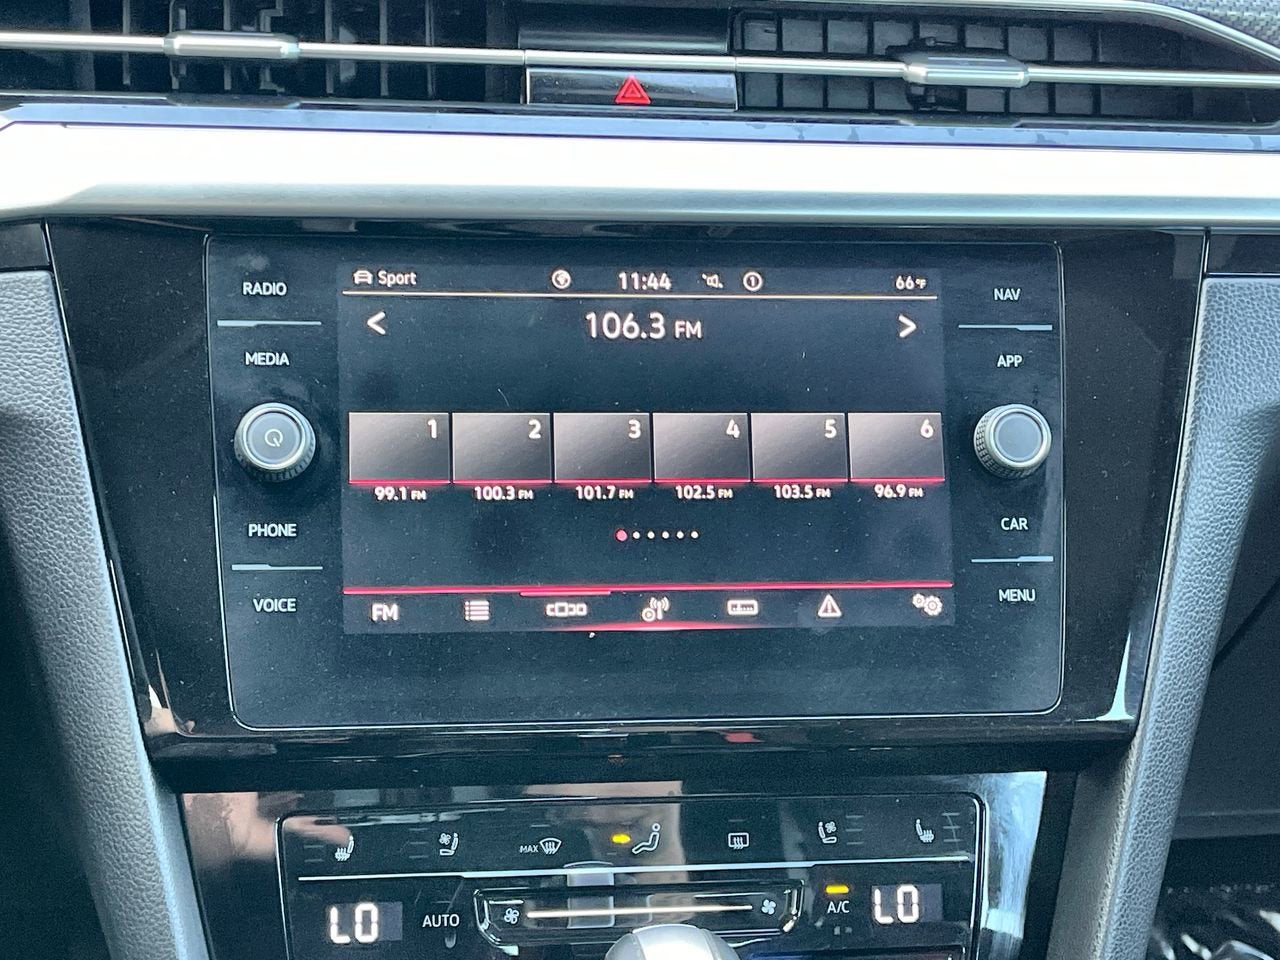 Sport 11:44 1 66°F
RADIO
NAV
106.3 FM
MEDIA
APP
1 2 3 4 5 6
99.1 FM 100.3 FM 101.7 FM 102.5 FM 103.5 FM 96.9 FM
PHONE
CAR
VOICE
MENU
FM
MAX
LO AUTO A/C LO